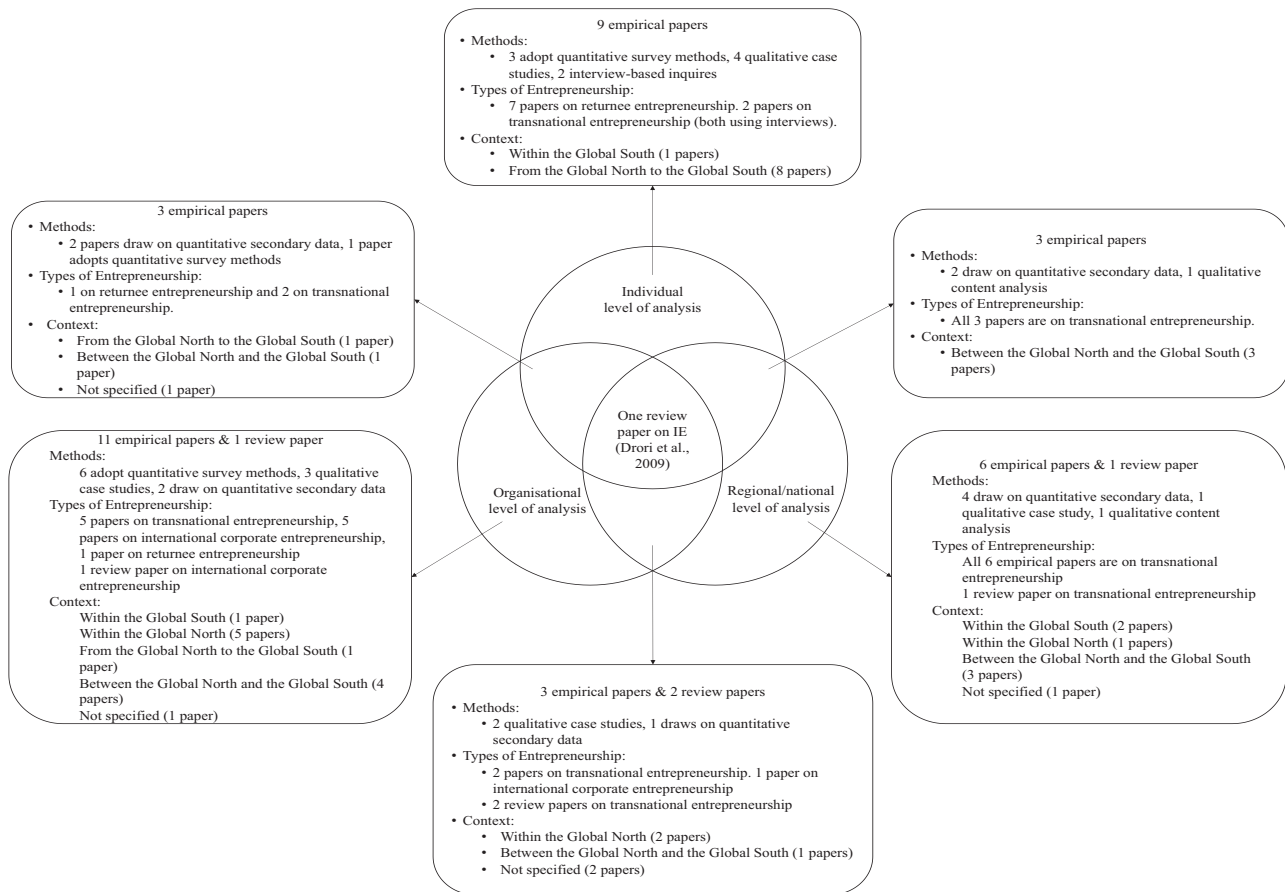 9 empirical papers
• Methods:
• 3 adopt quantitative survey methods, 4 qualitative case
studies, 2 interview-based inquires
• Types of Entrepreneurship:
• 7 papers on returnee entrepreneurship. 2 papers on
transnational entrepreneurship (both using interviews).
• Context:
• Within the Global South (1 papers)
• From the Global North to the Global South (8 papers)
3 empirical papers
• Methods:
• 2 papers draw on quantitative secondary data, 1 paper
adopts quantitative survey methods
• Types of Entrepreneurship:
• 1 on returnee entrepreneurship and 2 on transnational
entrepreneurship.
• Context:
• From the Global North to the Global South (1 paper)
• Between the Global North and the Global South (1
paper)
• Not specified (1 paper)
3 empirical papers
• Methods:
• 2 draw on quantitative secondary data, 1 qualitative
content analysis
• Types of Entrepreneurship:
• All 3 papers are on transnational entrepreneurship.
• Context:
• Between the Global North and the Global South (3
papers)
Individual
level of analysis
One review
paper on IE
(Drori et al.,
2009)
Organisational
level of analysis
Regional/national
level of analysis
11 empirical papers & 1 review paper
Methods:
6 adopt quantitative survey methods, 3 qualitative
case studies, 2 draw on quantitative secondary data
Types of Entrepreneurship:
5 papers on transnational entrepreneurship, 5
papers on international corporate entrepreneurship,
1 paper on returnee entrepreneurship
1 review paper on international corporate
entrepreneurship
Context:
Within the Global South (1 paper)
Within the Global North (5 papers)
From the Global North to the Global South (1
paper)
Between the Global North and the Global South (4
papers)
Not specified (1 paper)
6 empirical papers & 1 review paper
Methods:
4 draw on quantitative secondary data, 1
qualitative case study, 1 qualitative content
analysis
Types of Entrepreneurship:
All 6 empirical papers are on transnational
entrepreneurship
1 review paper on transnational entrepreneurship
Context:
Within the Global South (2 papers)
Within the Global North (1 papers)
Between the Global North and the Global South
(3 papers)
Not specified (1 paper)
3 empirical papers & 2 review papers
• Methods:
• 2 qualitative case studies, 1 draws on quantitative
secondary data
• Types of Entrepreneurship:
• 2 papers on transnational entrepreneurship. 1 paper on
international corporate entrepreneurship
• 2 review papers on transnational entrepreneurship
• Context:
• Within the Global North (2 papers)
• Between the Global North and the Global South (1 papers)
• Not specified (2 papers)